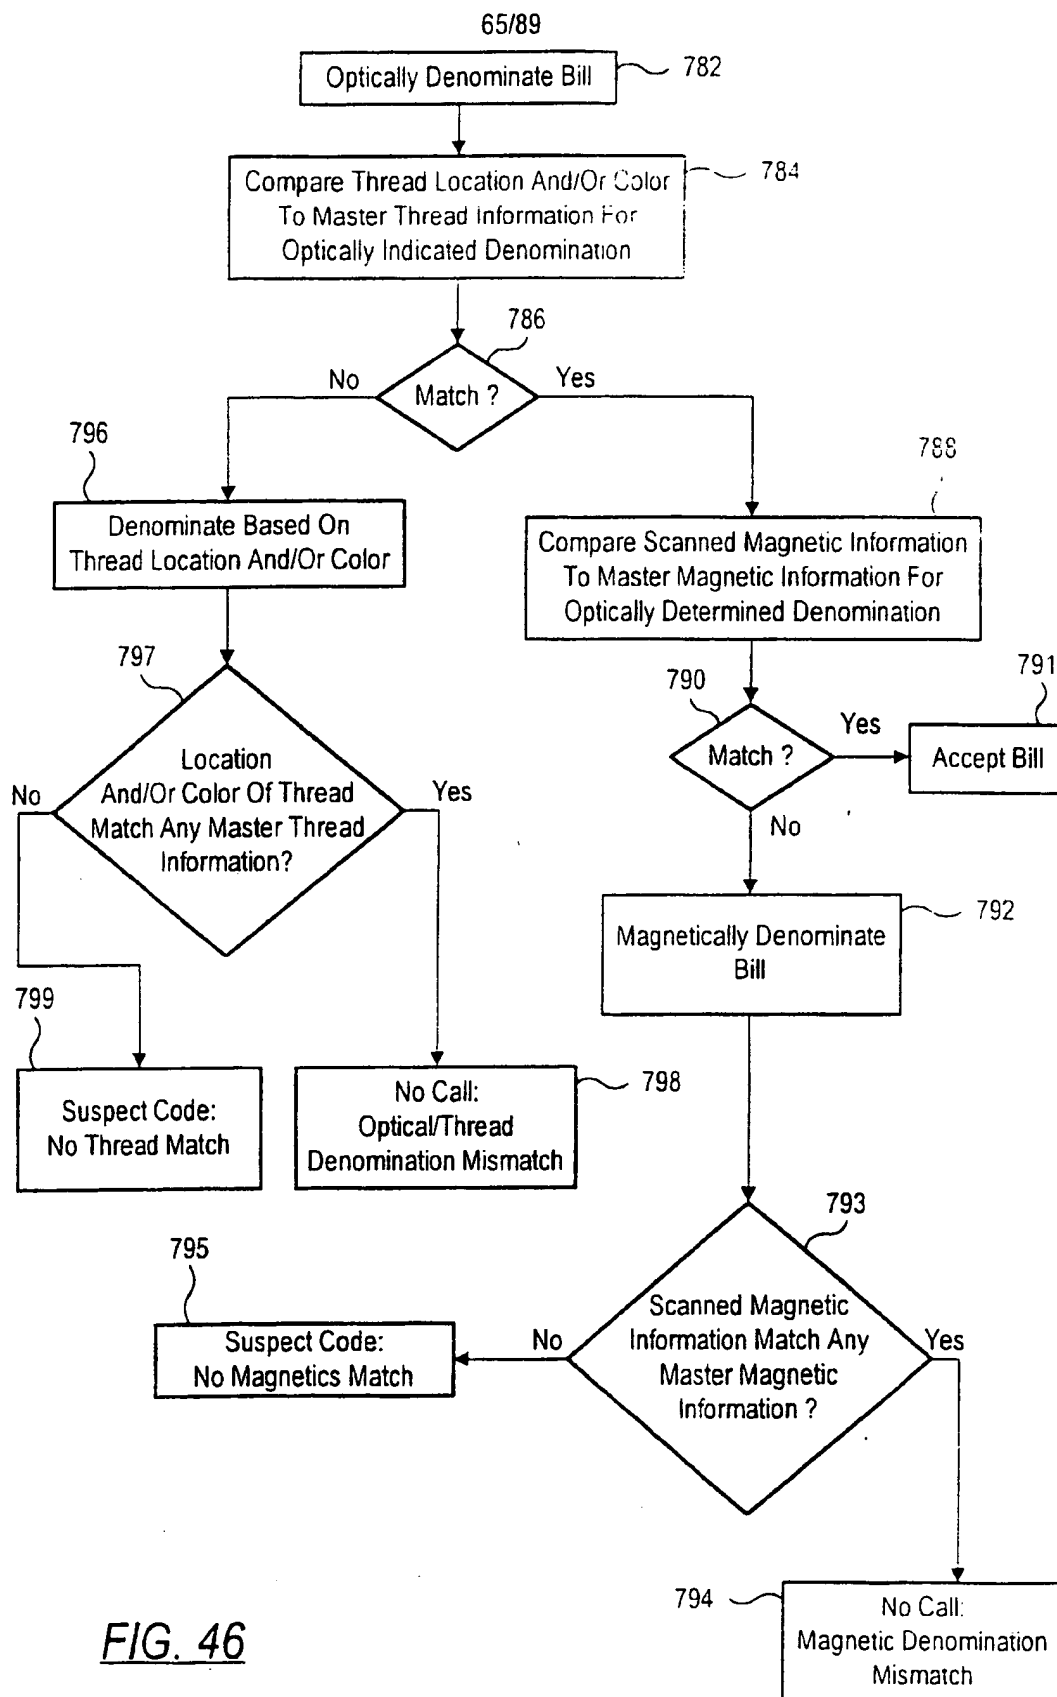 65/89
Optically Denominate Bill
782
Compare Thread Location And/Or Color
To Master Thread Information For
Optically Indicated Denomination
784
786
Match ?
No
Yes
796
Denominate Based On
Thread Location And/Or Color
788
Compare Scanned Magnetic Information
To Master Magnetic Information For
Optically Determined Denomination
797
Location
And/Or Color Of Thread
Match Any Master Thread
Information?
No
Yes
790
Match ?
Yes
No
791
Accept Bill
792
Magnetically Denominate
Bill
799
Suspect Code:
No Thread Match
798
No Call:
Optical/Thread
Denomination Mismatch
793
Scanned Magnetic
Information Match Any
Master Magnetic
Information ?
No
Yes
795
Suspect Code:
No Magnetics Match
794
No Call:
Magnetic Denomination
Mismatch
FIG. 46